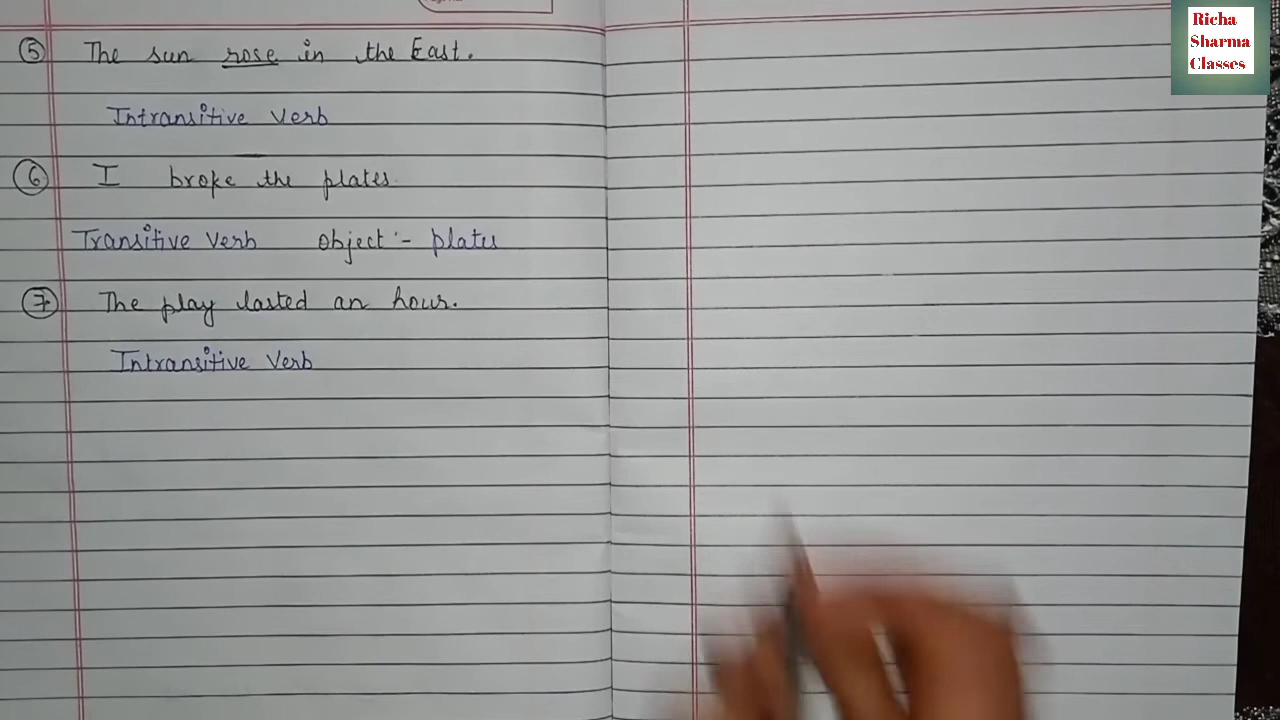 ⑤ The sun rose in the East.
Intransitive Verb
⑥ I broke the plates.
Transitive Verb object :- plates
⑦ The play lasted an hour.
Intransitive Verb
Richa
Sharma
Classes